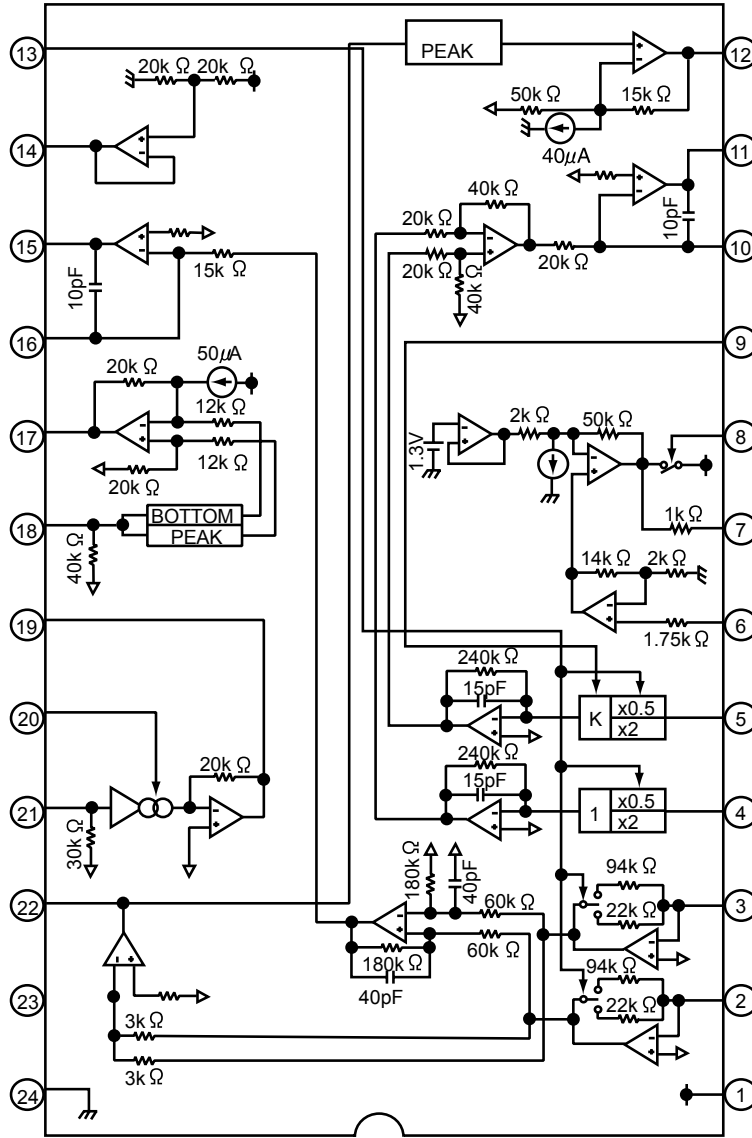 13
PEAK
12
20k Ω 20k Ω
50k Ω
15k Ω
40μA
14
11
10pF
20k Ω
40k Ω
20k Ω
40k Ω
20k Ω
10
15
10pF
15k Ω
16
9
20k Ω
50μA
12k Ω
12k Ω
20k Ω
17
1.3V
2k Ω
50k Ω
8
18
BOTTOM
PEAK
40k Ω
1k Ω
7
14k Ω
2k Ω
1.75k Ω
6
19
240k Ω
15pF
K
x0.5
x2
5
20
20k Ω
240k Ω
15pF
1
x0.5
x2
4
21
30k Ω
180k Ω
40pF
60k Ω
60k Ω
180k Ω
40pF
94k Ω
22k Ω
3
22
94k Ω
22k Ω
2
23
3k Ω
3k Ω
24
1